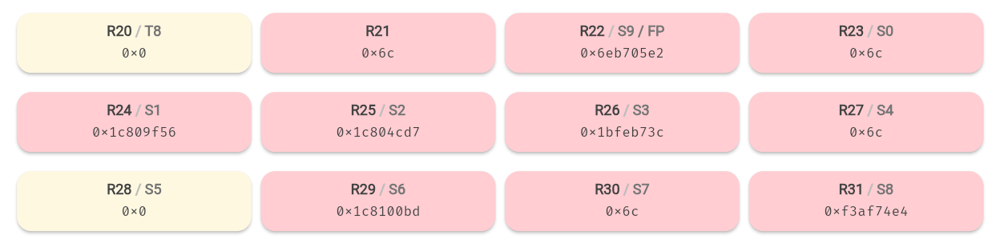 R20 / T8
0×0
R21
0×6c
R22 / S9 / FP
0×6eb705e2
R23 / S0
0×6c
R24 / S1
0×1c809f56
R25 / S2
0×1c804cd7
R26 / S3
0×1bfeb73c
R27 / S4
0×6c
R28 / S5
0×0
R29 / S6
0×1c8100bd
R30 / S7
0×6c
R31 / S8
0×f3af74e4